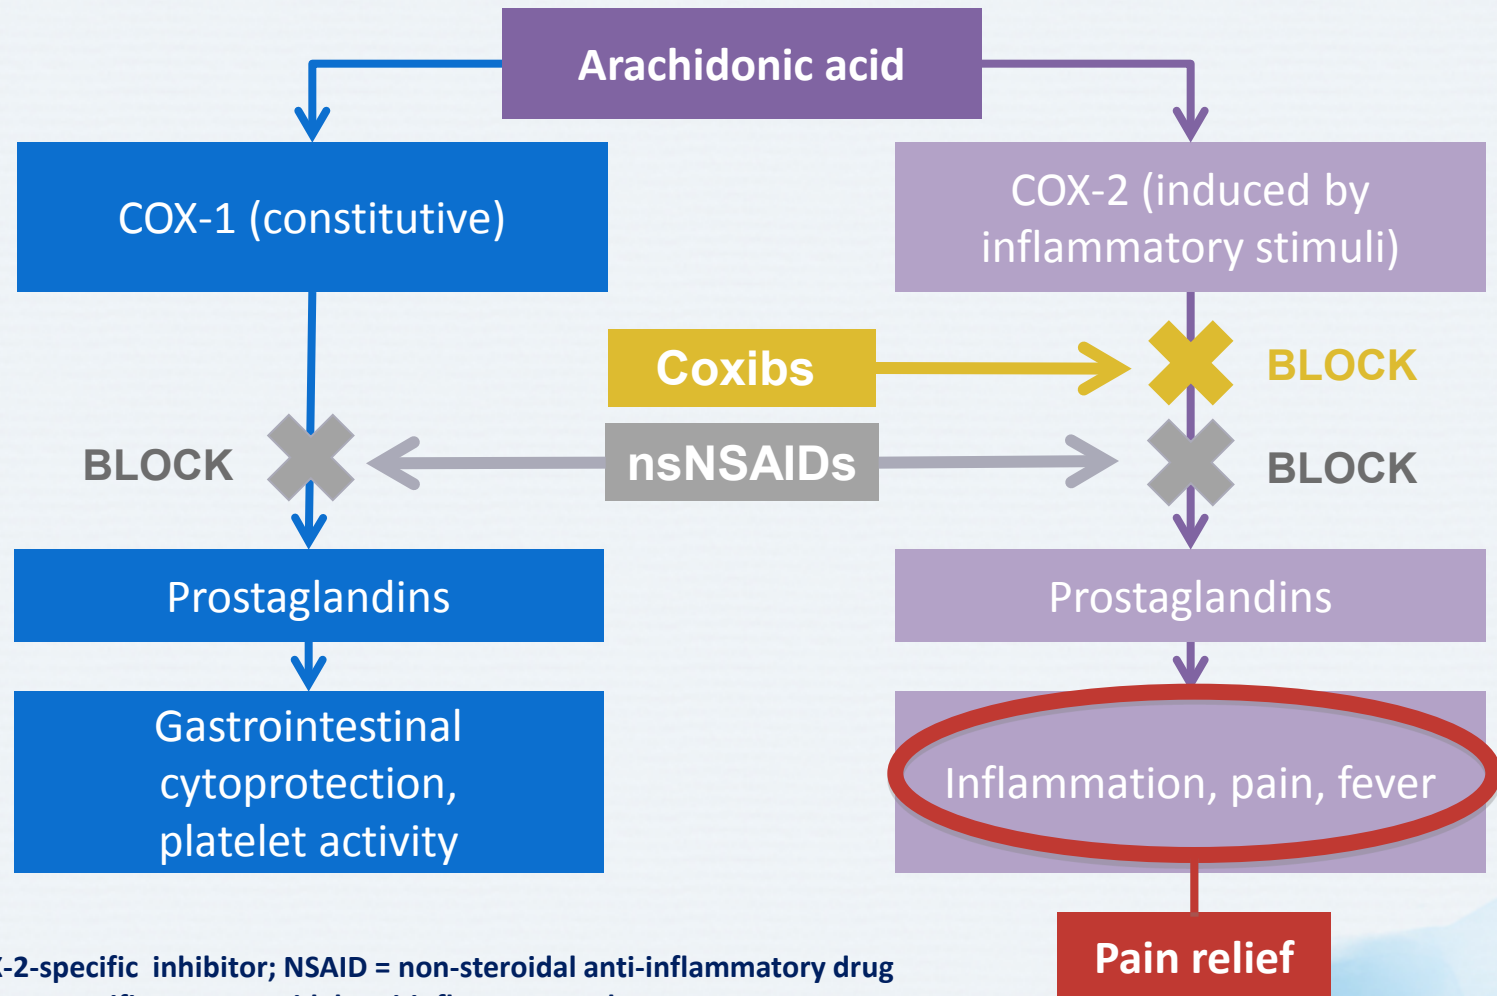 Arachidonic acid
COX-1 (constitutive)
COX-2 (induced by
inflammatory stimuli)
Coxibs
BLOCK
BLOCK
nsNSAIDs
BLOCK
Prostaglandins
Prostaglandins
Gastrointestinal
cytoprotection,
platelet activity
Inflammation, pain, fever
Pain relief
-2-specific inhibitor; NSAID = non-steroidal anti-inflammatory drug